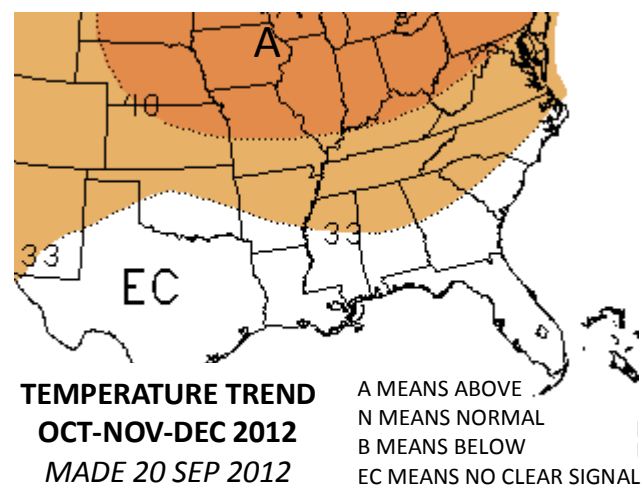 A
40
33
33
EC
TEMPERATURE TREND
OCT-NOV-DEC 2012
MADE 20 SEP 2012
A MEANS ABOVE
N MEANS NORMAL
B MEANS BELOW
EC MEANS NO CLEAR SIGNAL